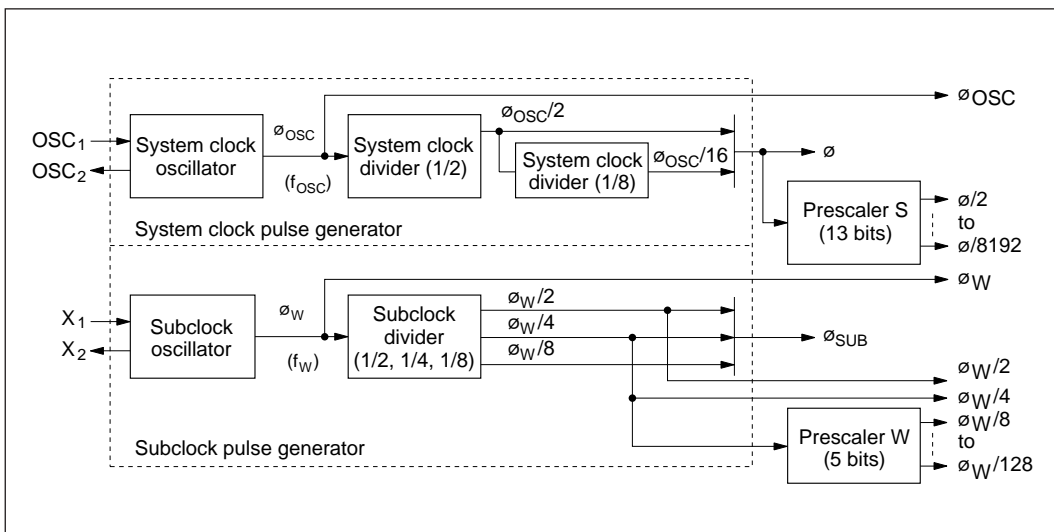 OSC1
OSC2
System clock
oscillator
øOSC
(fOSC)
System clock
divider (1/2)
øOSC/2
System clock
divider (1/8)
øOSC/16
øOSC
ø
Prescaler S
(13 bits)
ø/2
to
ø/8192
System clock pulse generator
X1
X2
Subclock
oscillator
øW
(fW)
Subclock
divider
(1/2, 1/4, 1/8)
øW/2
øW/4
øW/8
øW
øSUB
øW/2
øW/4
Prescaler W
(5 bits)
øW/8
to
øW/128
Subclock pulse generator